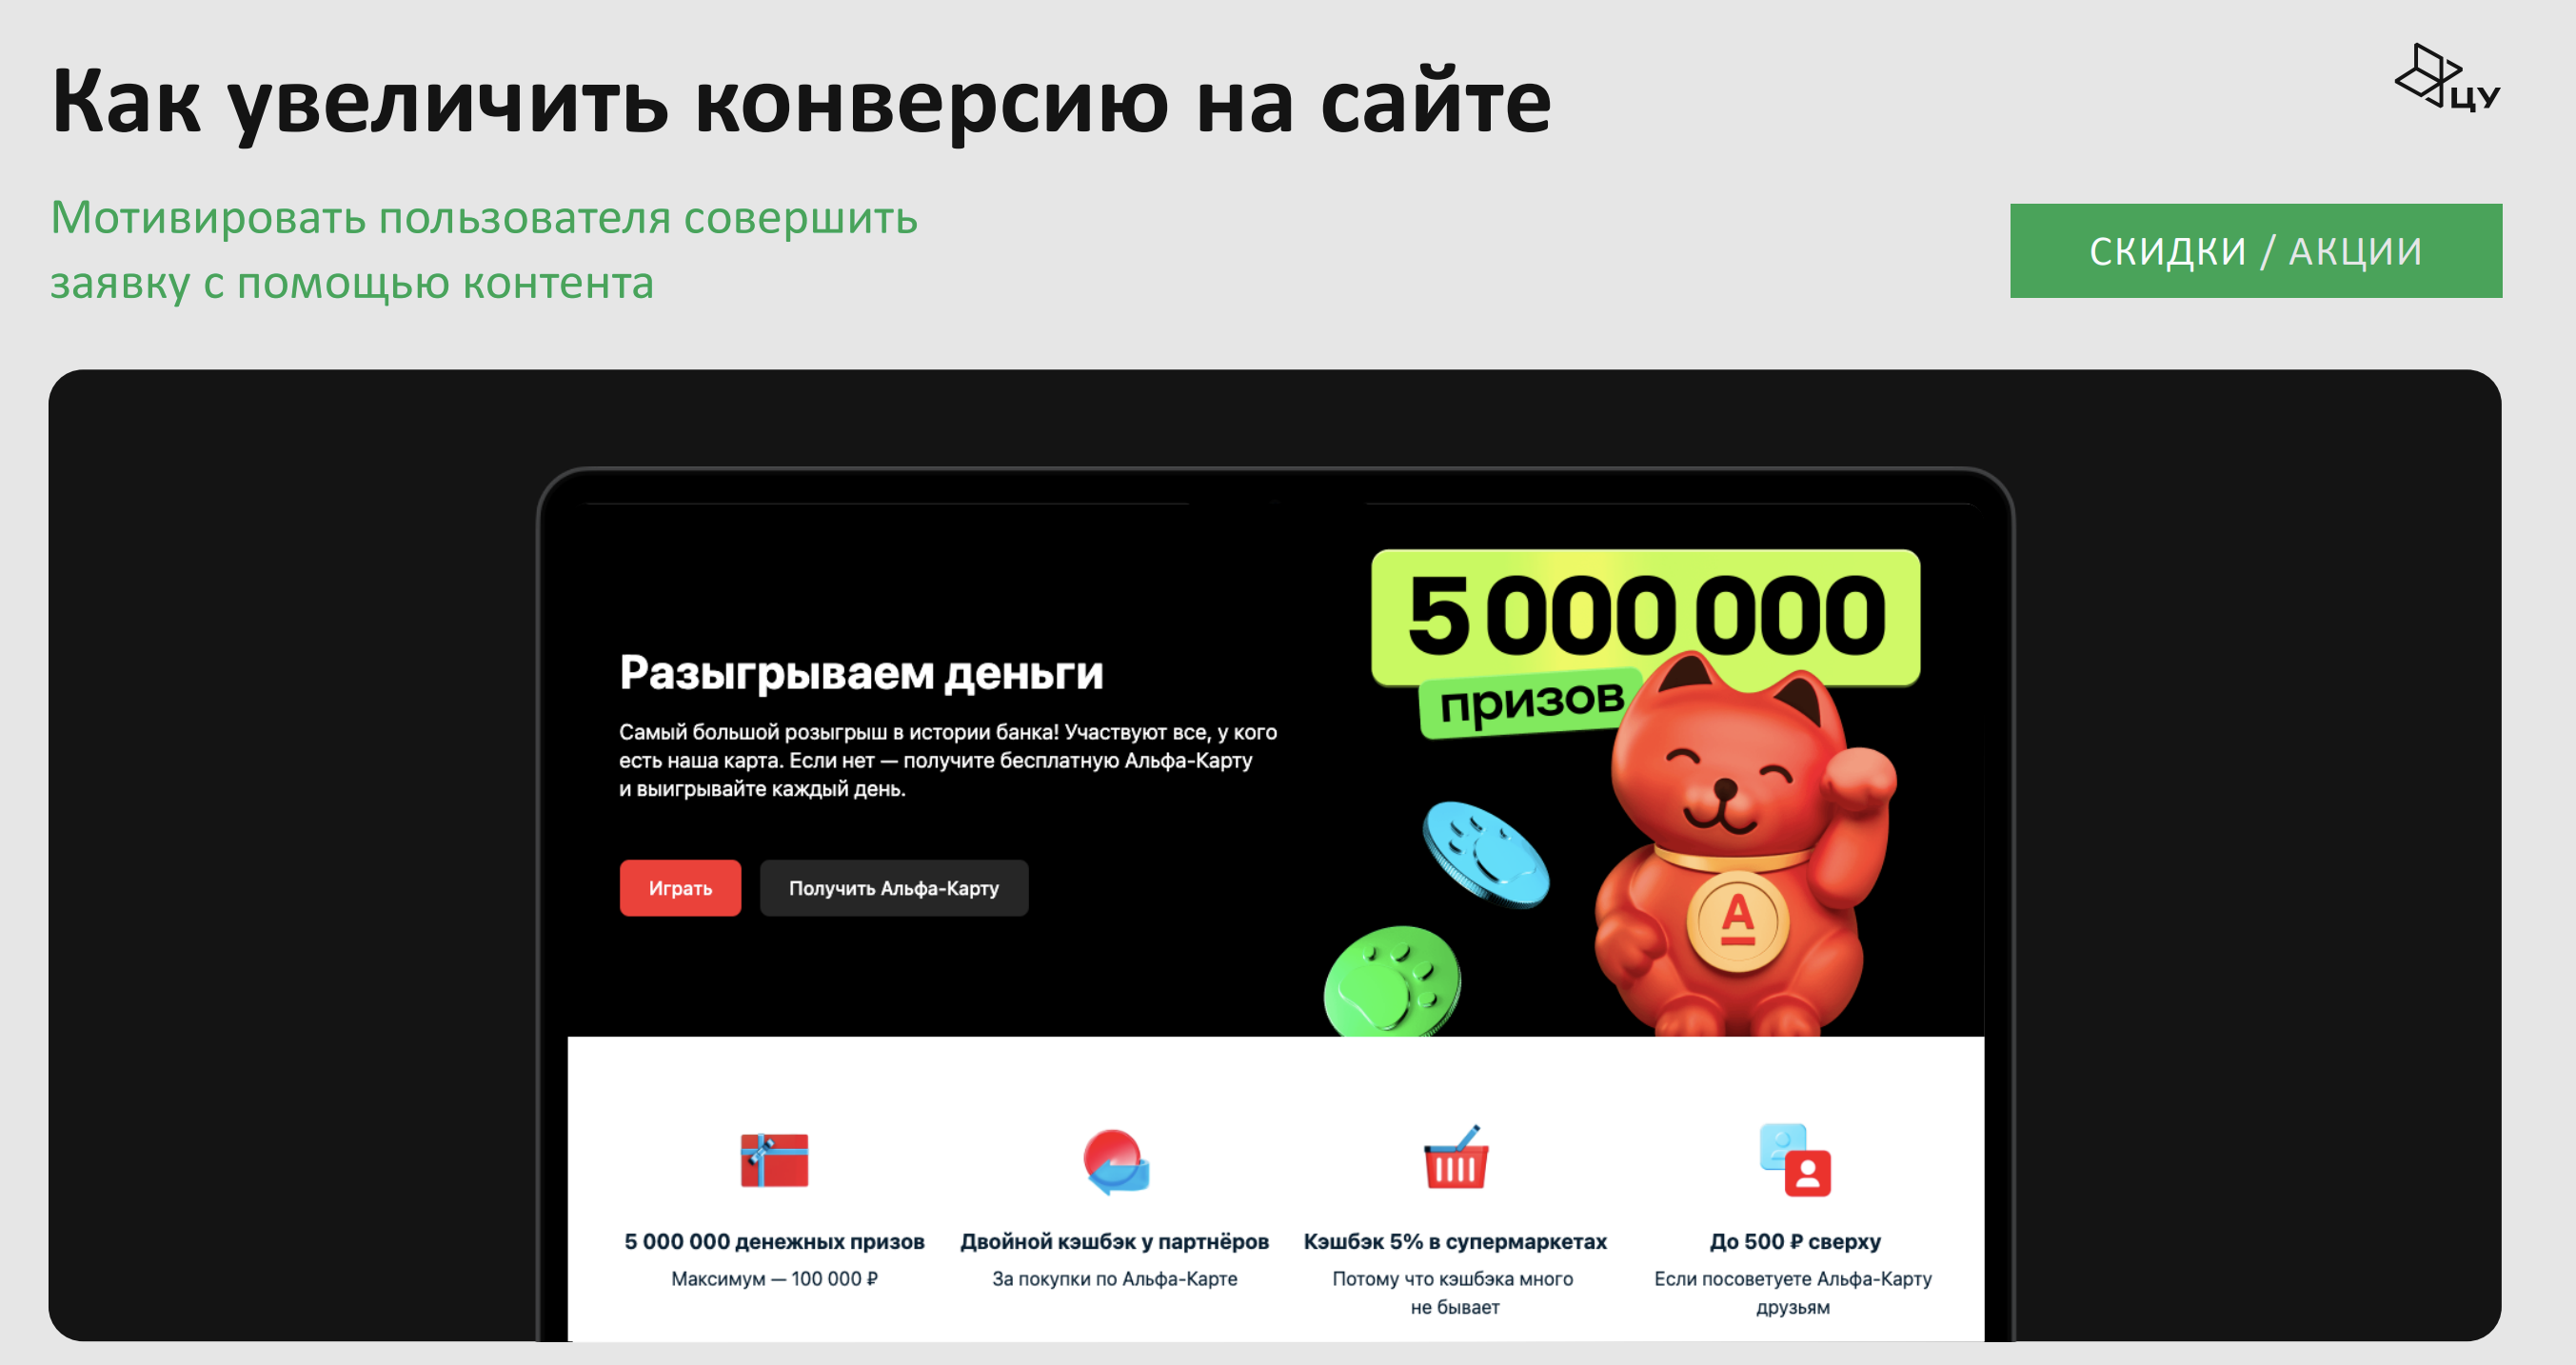 Как увеличить конверсию на сайте
ЦУ
Мотивировать пользователя совершить
заявку с помощью контента
СКИДКИ / АКЦИИ
5 000 000
призов
Разыгрываем деньги
Самый большой розыгрыш в истории банка! Участвуют все, у кого
есть наша карта. Если нет — получите бесплатную Альфа-Карту
и выигрывайте каждый день.
Играть
Получить Альфа-Карту
А
5 000 000 денежных призов
Максимум — 100 000 ₽
Двойной кэшбэк у партнёров
За покупки по Альфа-Карте
Кэшбэк 5% в супермаркетах
Потому что кэшбэка много
не бывает
До 500 ₽ сверху
Если посоветуете Альфа-Карту
друзьям